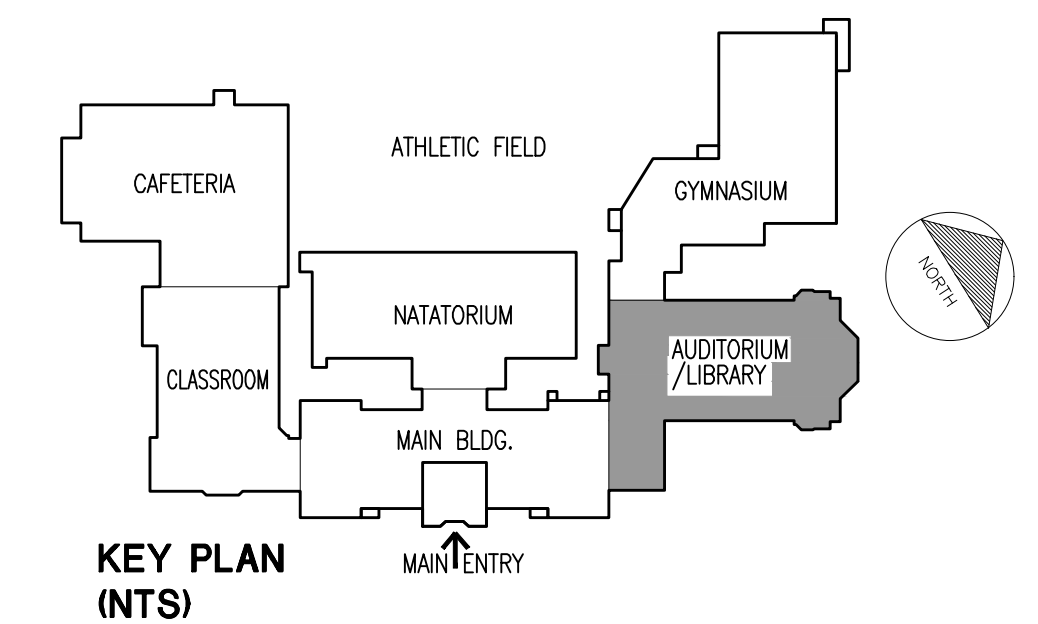 ATHLETIC FIELD
CAFETERIA
GYMNASIUM
NORTH
NATATORIUM
AUDITORIUM
/LIBRARY
CLASSROOM
MAIN BLDG.
MAIN ENTRY
KEY PLAN
(NTS)